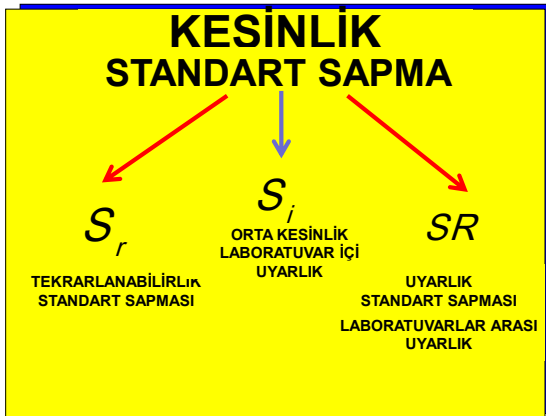 KESİNLİK
STANDART SAPMA
S r
TEKRARLANABİLİRLİK
STANDART SAPMASI
S i
ORTA KESİNLİK
LABORATUVAR İÇİ
UYARLIK
SR
UYARLIK
STANDART SAPMASI
LABORATUVARLAR ARASI
UYARLIK